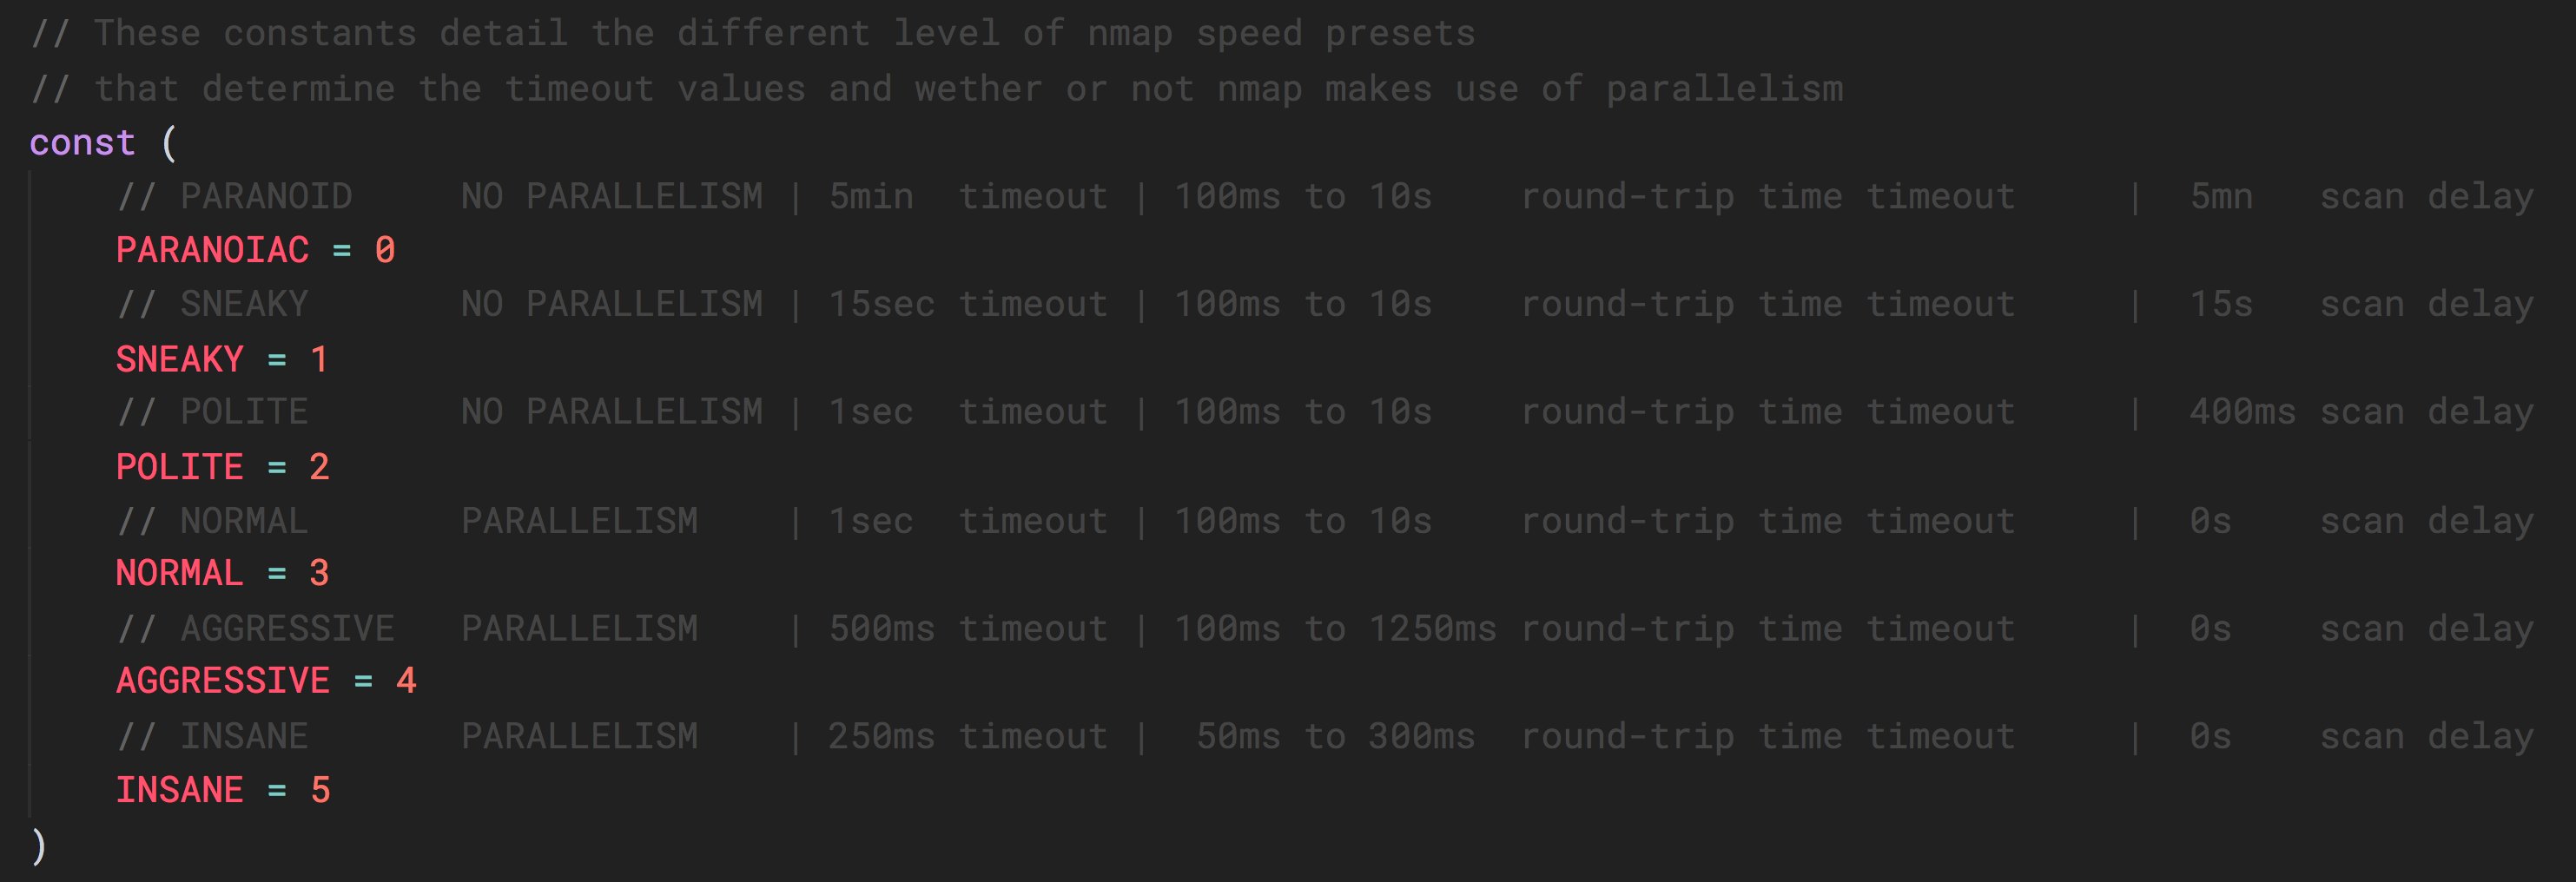 // These constants detail the different level of nmap speed presets
// that determine the timeout values and wether or not nmap makes use of parallelism
const (
    // PARANOID     NO PARALLELISM | 5min  timeout | 100ms to 10s    round-trip time timeout     |  5mn   scan delay
    PARANOIAC = 0
    // SNEAKY       NO PARALLELISM | 15sec timeout | 100ms to 10s    round-trip time timeout     |  15s   scan delay
    SNEAKY = 1
    // POLITE       NO PARALLELISM | 1sec  timeout | 100ms to 10s    round-trip time timeout     |  400ms scan delay
    POLITE = 2
    // NORMAL       PARALLELISM    | 1sec  timeout | 100ms to 10s    round-trip time timeout     |  0s    scan delay
    NORMAL = 3
    // AGGRESSIVE   PARALLELISM    | 500ms timeout | 100ms to 1250ms round-trip time timeout     |  0s    scan delay
    AGGRESSIVE = 4
    // INSANE       PARALLELISM    | 250ms timeout |  50ms to 300ms  round-trip time timeout     |  0s    scan delay
    INSANE = 5
)